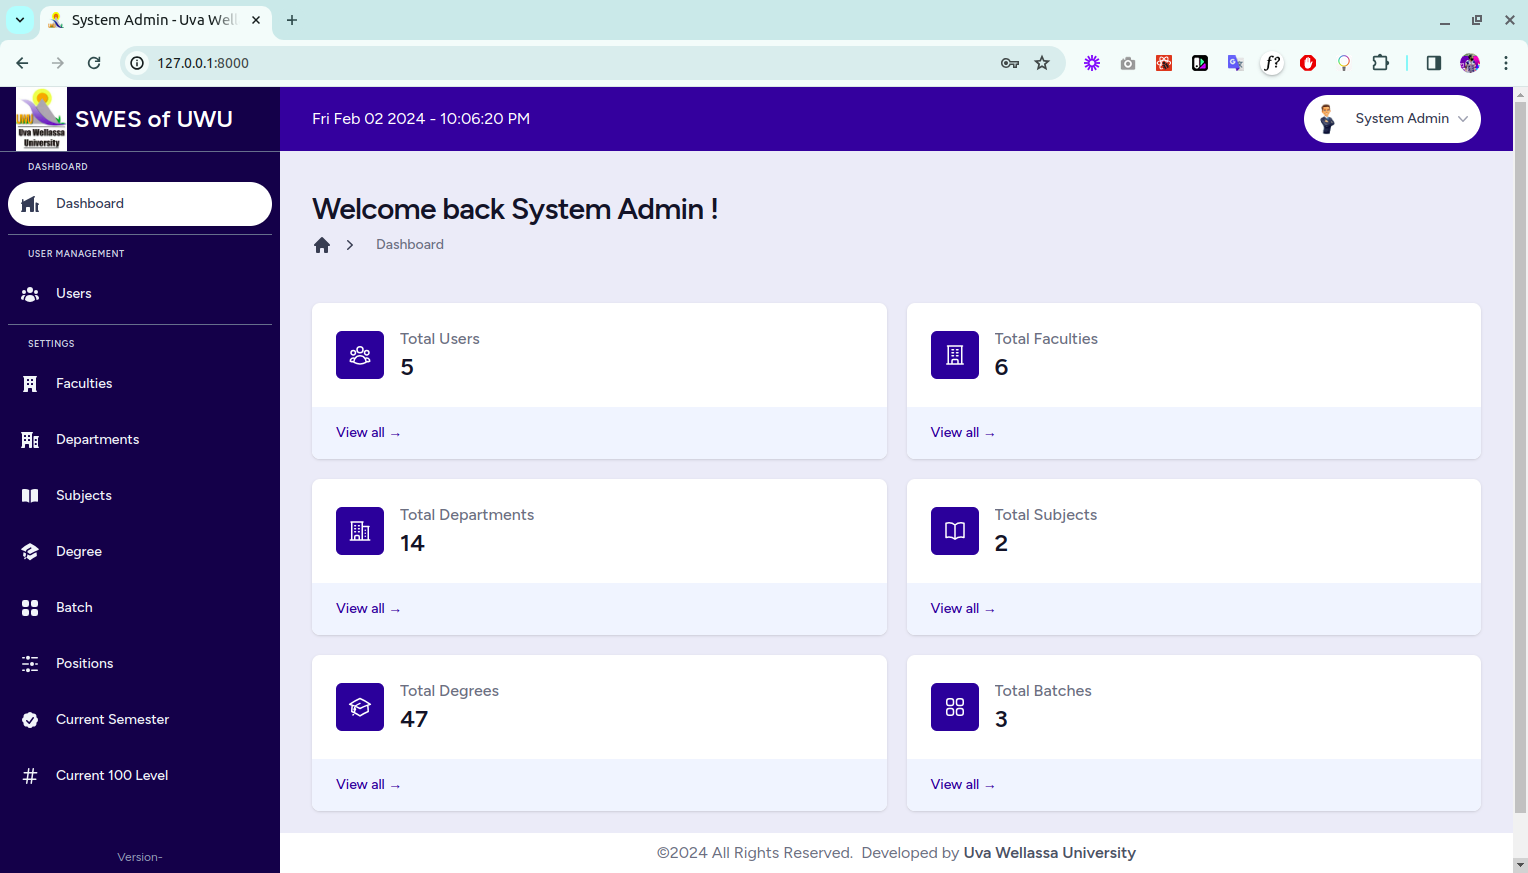 System Admin - Uva Well
127.0.0.1:8000
f?
UWU
Uva Wellassa
University
SWES of UWU
Fri Feb 02 2024 - 10:06:20 PM
System Admin
DASHBOARD
Dashboard
USER MANAGEMENT
Users
SETTINGS
Faculties
Departments
Subjects
Degree
Batch
Positions
Current Semester
Current 100 Level
Version-
Welcome back System Admin !
Dashboard
Total Users
5
View all →
Total Faculties
6
View all →
Total Departments
14
View all →
Total Subjects
2
View all →
Total Degrees
47
View all →
Total Batches
3
View all →
©2024 All Rights Reserved. Developed by Uva Wellassa University